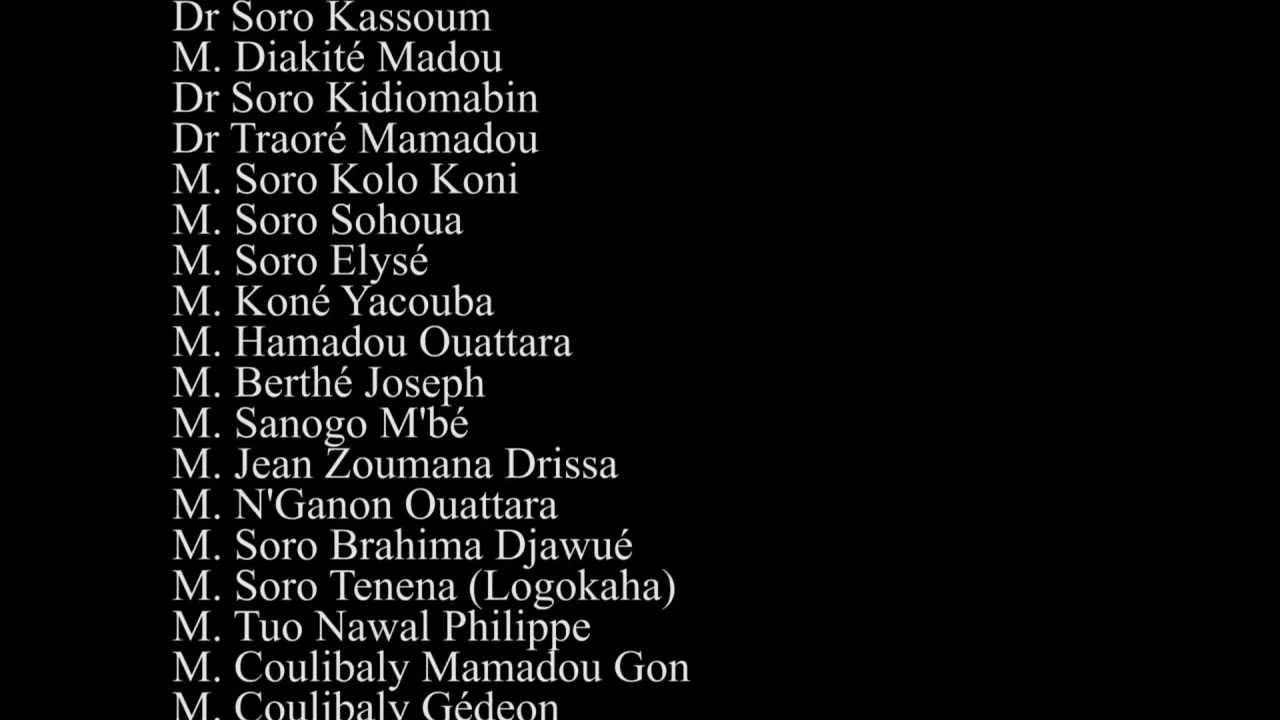 Dr Soro Kassoum
M. Diakité Madou
Dr Soro Kidiomabin
Dr Traoré Mamadou
M. Soro Kolo Koni
M. Soro Sohoua
M. Soro Elysé
M. Koné Yacouba
M. Hamadou Ouattara
M. Berthé Joseph
M. Sanogo M'bé
M. Jean Zoumana Drissa
M. N'Ganon Ouattara
M. Soro Brahima Djawué
M. Soro Tenena (Logokaha)
M. Tuo Nawal Philippe
M. Coulibaly Mamadou Gon
M. Coulibaly Gédeon